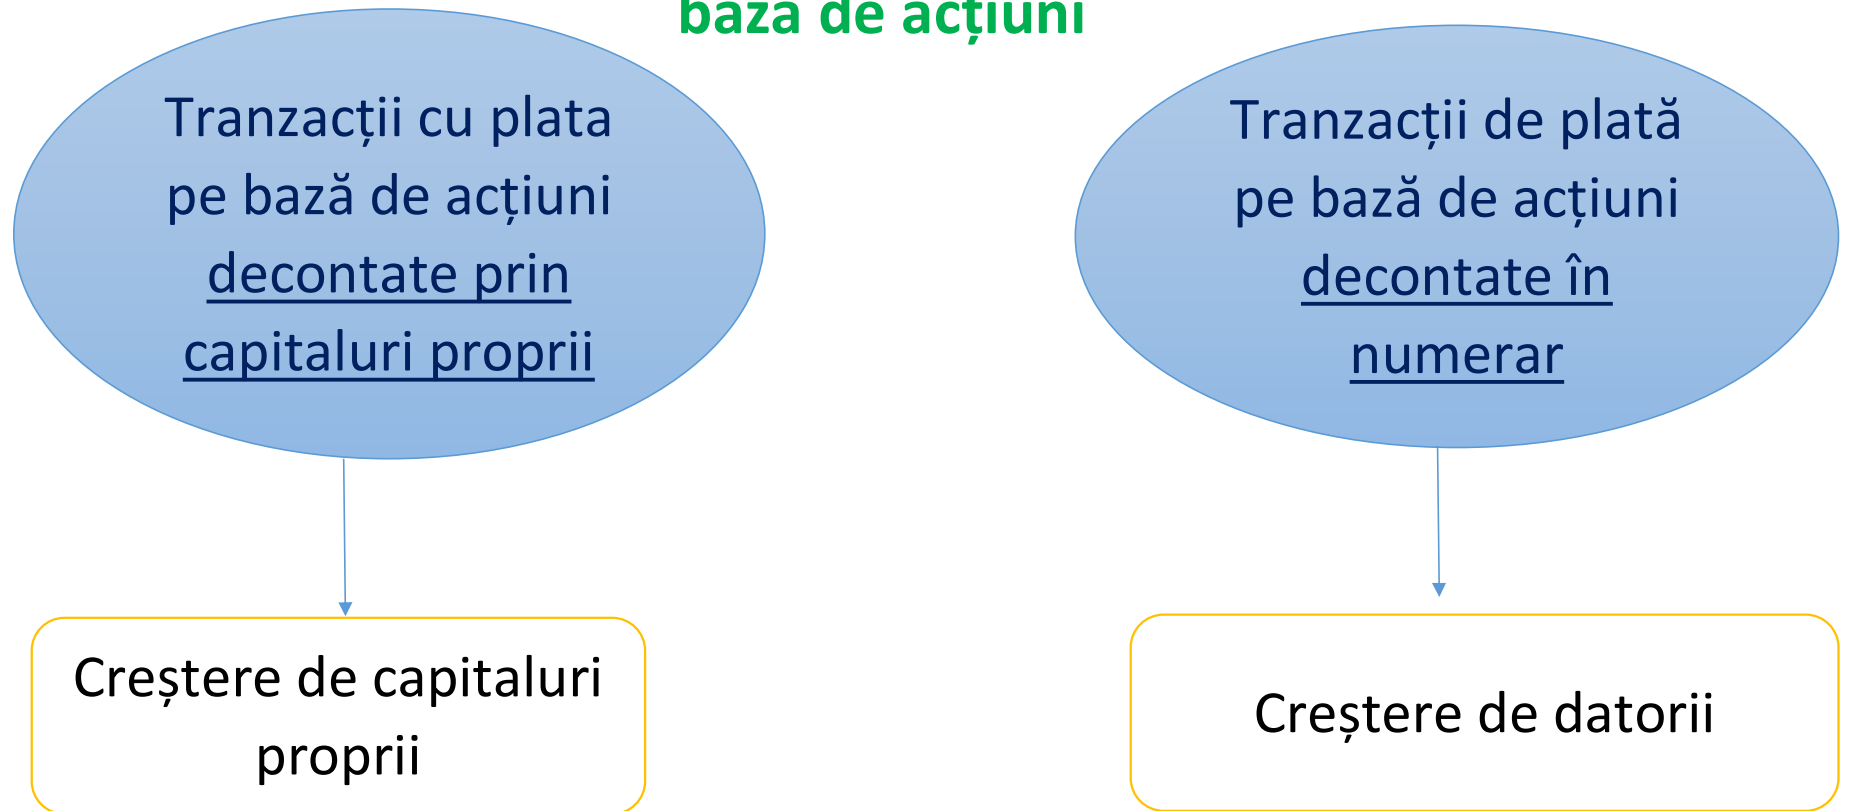 baza de acțiuni
Tranzacții cu plata
pe bază de acțiuni
decontate prin
capitaluri proprii
Tranzacții de plată
pe bază de acțiuni
decontate în
numerar
Creștere de capitaluri
proprii
Creștere de datorii